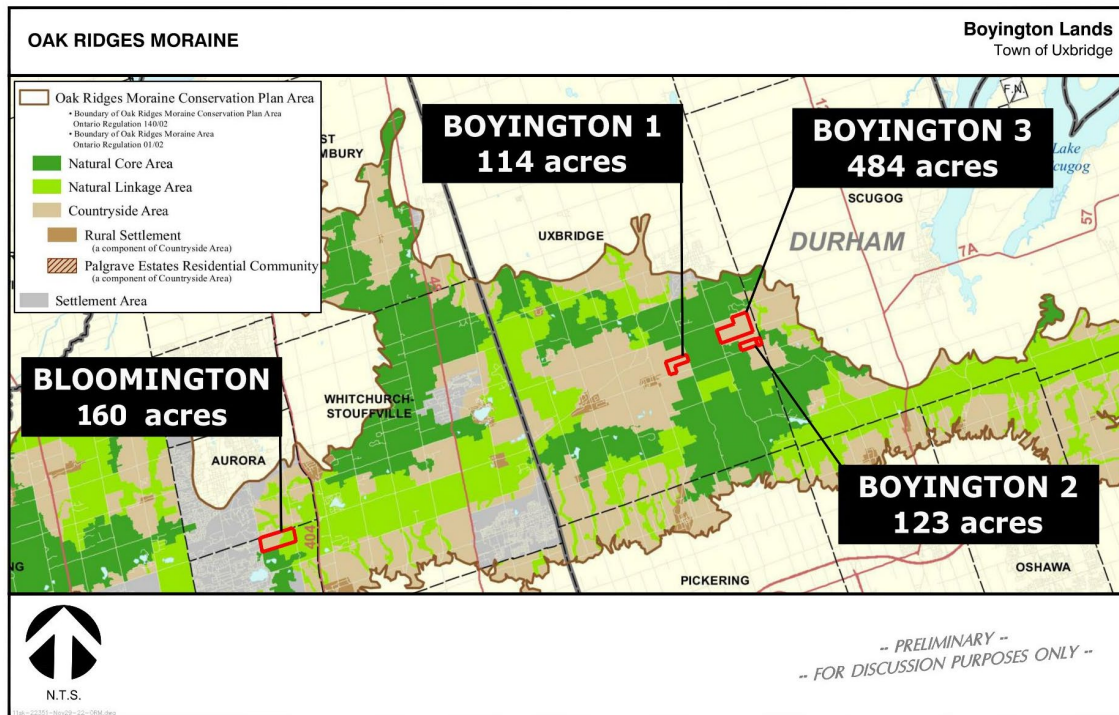 OAK RIDGES MORAINE
Boyington Lands
Town of Uxbridge
Oak Ridges Moraine Conservation Plan Area
• Boundary of Oak Ridges Moraine Conservation Plan Area
Ontario Regulation 140/02
• Boundary of Oak Ridges Moraine Area
Ontario Regulation 01/02
Natural Core Area
Natural Linkage Area
Countryside Area
Rural Settlement
(a component of Countryside Area)
Palgrave Estates Residential Community
(a component of Countryside Area)
Settlement Area
ST
MBURY
BOYINGTON 1
114 acres
BOYINGTON 3
484 acres
F.N.
Lake
cugog
SCUGOG
57
7A
UXBRIDGE
DURHAM
BLOOMINGTON
160 acres
WHITCHURCH-
STOUFFVILLE
AURORA
404
BOYINGTON 2
123 acres
NG
PICKERING
OSHAWA
N.T.S.
-- PRELIMINARY --
-- FOR DISCUSSION PURPOSES ONLY --